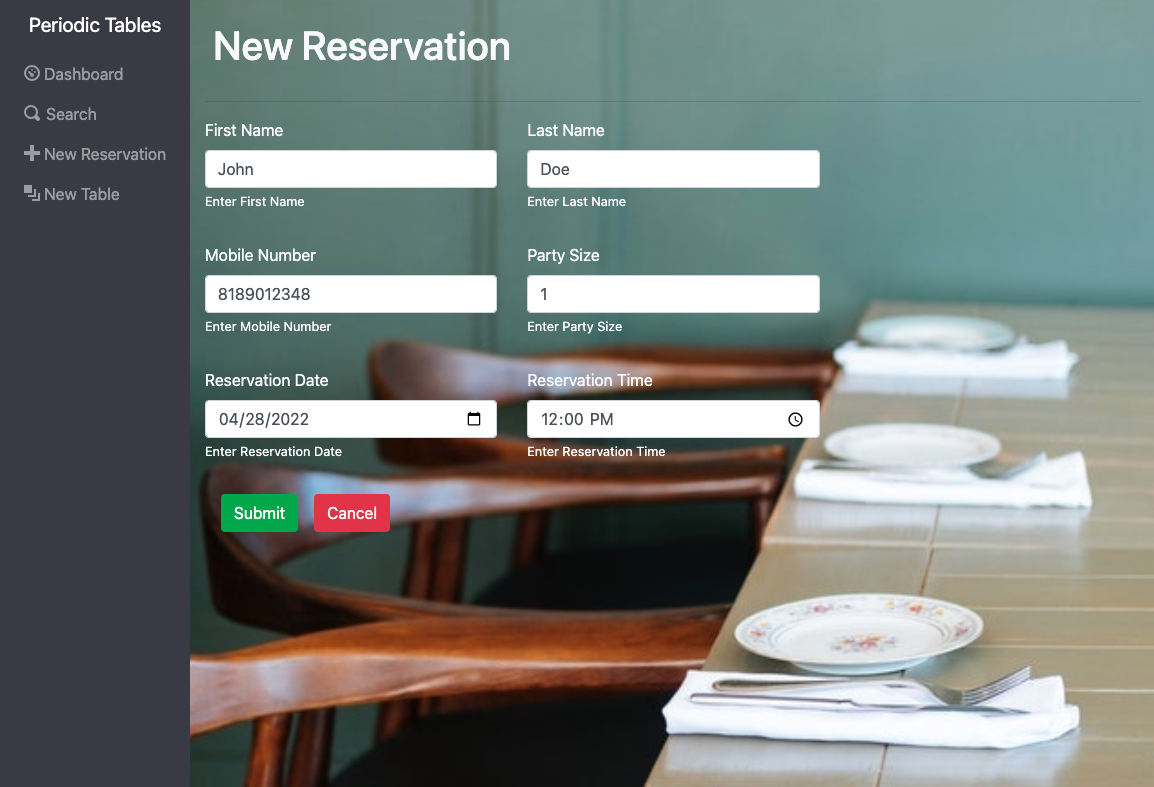 Periodic Tables
Dashboard
Search
New Reservation
New Table
New Reservation
First Name
Last Name
John
Doe
Enter First Name
Enter Last Name
Mobile Number
Party Size
8189012348
1
Enter Mobile Number
Enter Party Size
Reservation Date
Reservation Time
04/28/2022
12:00 PM
Enter Reservation Date
Enter Reservation Time
Submit
Cancel